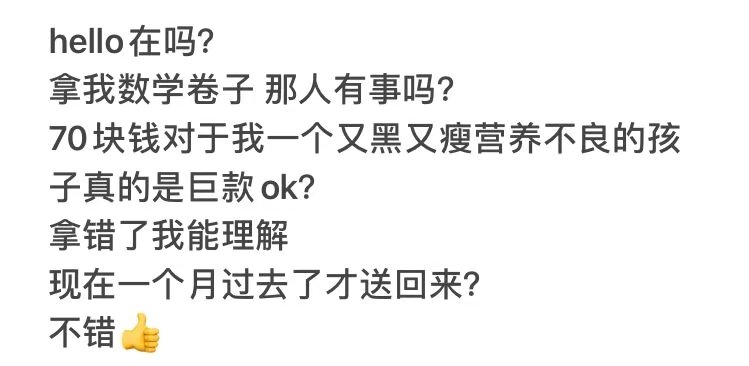 hello在吗?
拿我数学卷子 那人有事吗?
70块钱对于我一个又黑又瘦营养不良的孩
子真的是巨款ok?
拿错了我能理解
现在一个月过去了才送回来?
不错👍